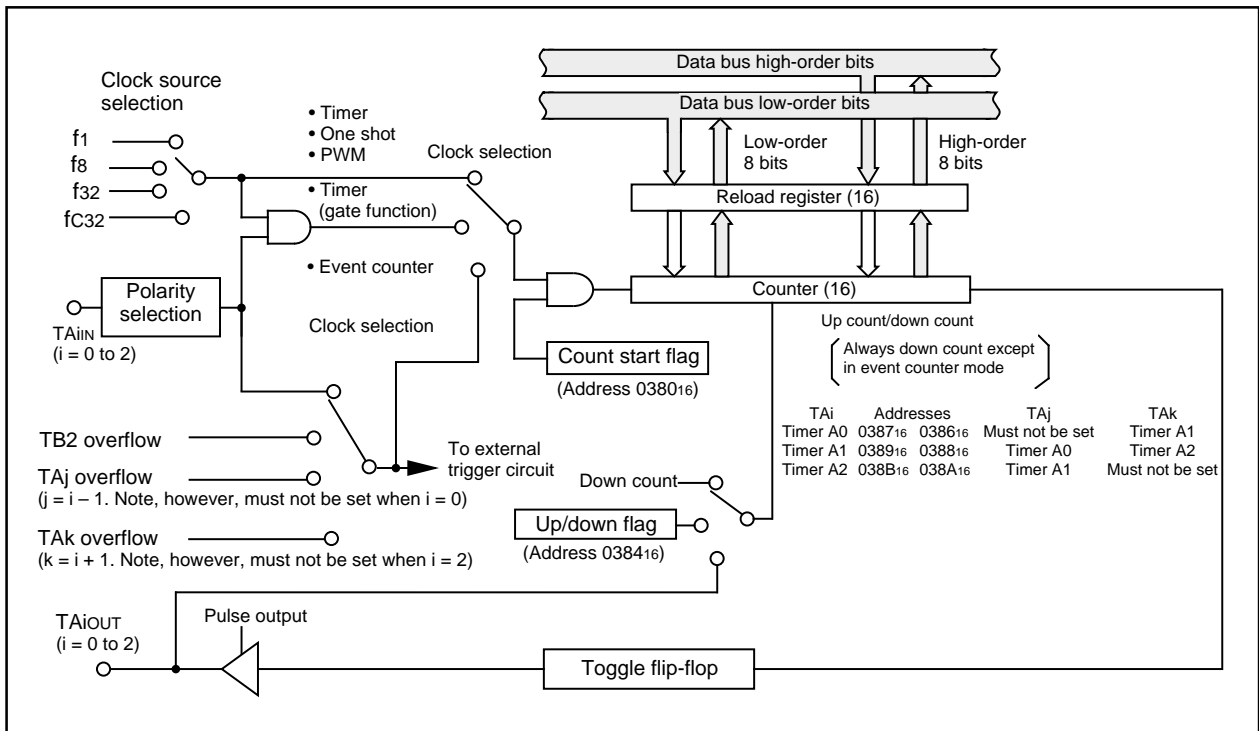 Data bus high-order bits
Data bus low-order bits
Clock source
selection
f1
f8
f32
fC32
• Timer
• One shot
• PWM
Clock selection
• Timer
(gate function)
• Event counter
Low-order
8 bits
High-order
8 bits
Reload register (16)
Counter (16)
Polarity
selection
TAiIN
(i = 0 to 2)
Clock selection
Count start flag
(Address 038016)
Up count/down count
Always down count except
in event counter mode
TAi Addresses TAj TAk
Timer A0 038716 038616 Must not be set Timer A1
Timer A1 038916 038816 Timer A0 Timer A2
Timer A2 038B16 038A16 Timer A1 Must not be set
TB2 overflow
TAj overflow
(j = i – 1. Note, however, must not be set when i = 0)
TAk overflow
(k = i + 1. Note, however, must not be set when i = 2)
To external
trigger circuit
Down count
Up/down flag
(Address 038416)
TAiOUT
(i = 0 to 2)
Pulse output
Toggle flip-flop